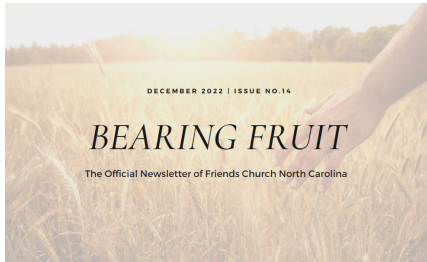 DECEMBER 2022 | ISSUE NO.14
BEARING FRUIT
The Official Newsletter of Friends Church North Carolina